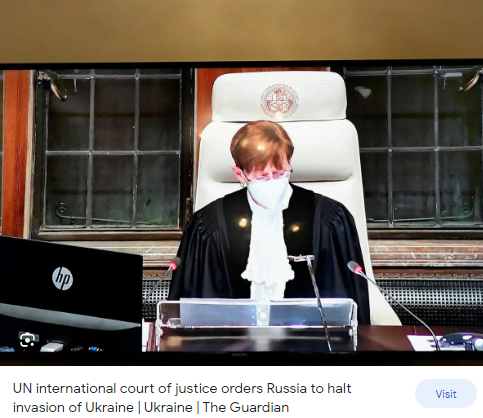 hp
UN international court of justice orders Russia to halt
invasion of Ukraine | Ukraine | The Guardian
Visit